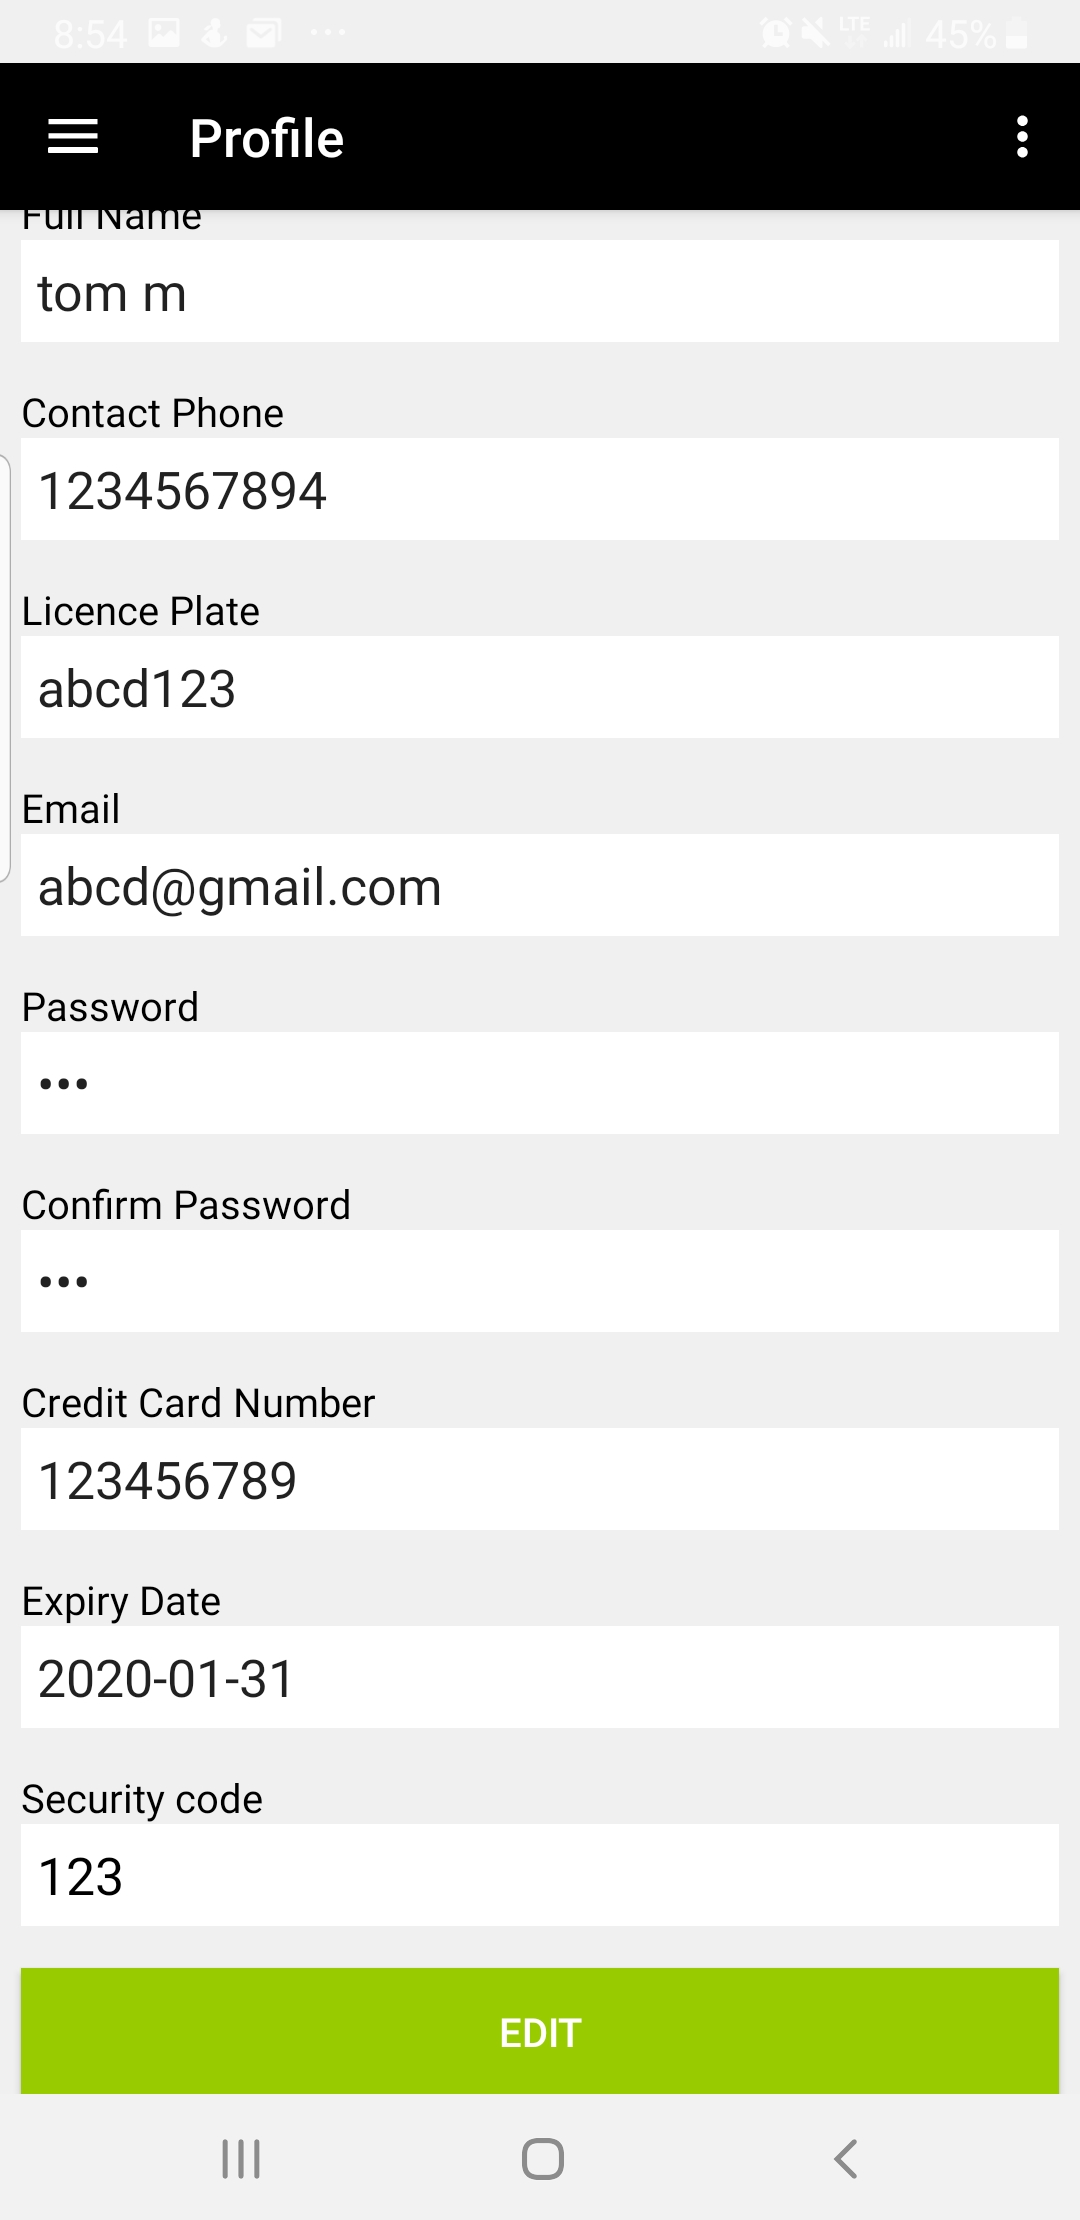 8:54
LTE
45%
Profile
Full Name
tom m
Contact Phone
1234567894
Licence Plate
abcd123
Email
abcd@gmail.com
Password
•••
Confirm Password
•••
Credit Card Number
123456789
Expiry Date
2020-01-31
Security code
123
EDIT